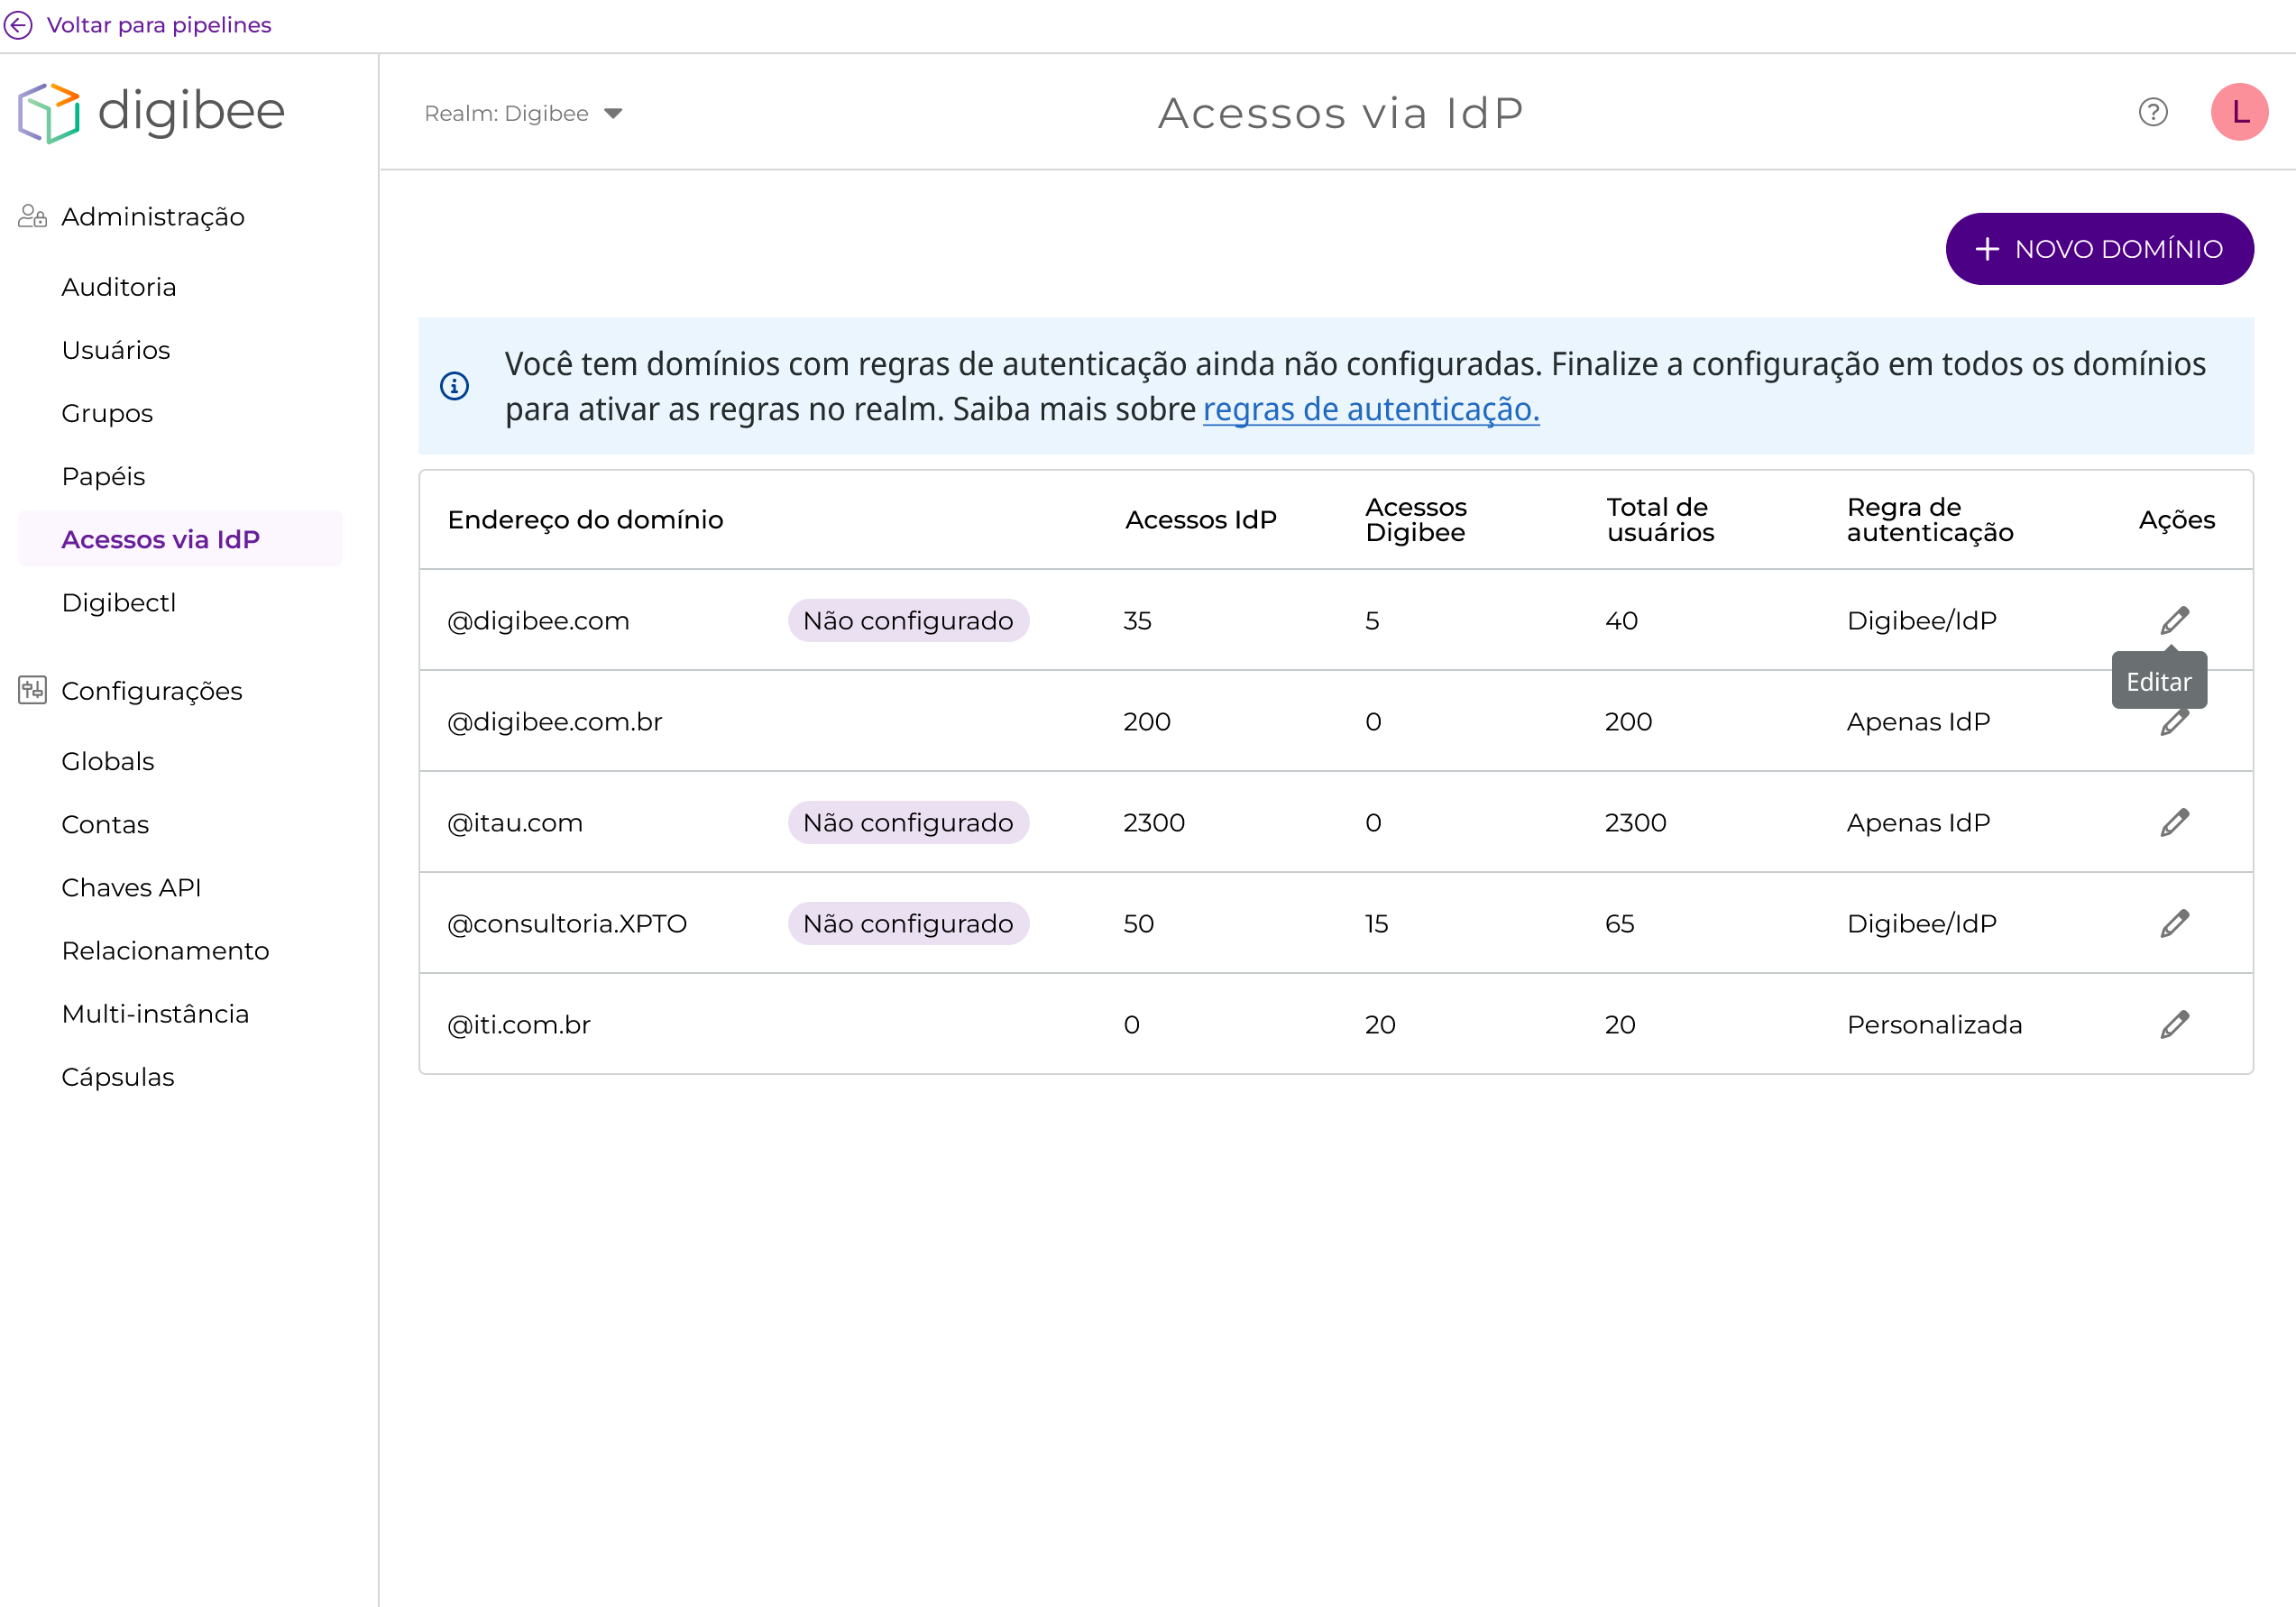 Voltar para pipelines
digibee
Realm: Digibee
Acessos via IdP
?
L
Administração
Auditoria
Usuários
Grupos
Papéis
Acessos via IdP
Digibectl
Configurações
Globals
Contas
Chaves API
Relacionamento
Multi-instância
Cápsulas
+ NOVO DOMÍNIO
Você tem domínios com regras de autenticação ainda não configuradas. Finalize a configuração em todos os domínios
para ativar as regras no realm. Saiba mais sobre regras de autenticação.
Endereço do domínio Acessos IdP Acessos Digibee Total de usuários Regra de autenticação Ações
@digibee.com Não configurado 35 5 40 Digibee/IdP
Editar
@digibee.com.br 200 0 200 Apenas IdP
@itau.com Não configurado 2300 0 2300 Apenas IdP
@consultoria.XPTO Não configurado 50 15 65 Digibee/IdP
@iti.com.br 0 20 20 Personalizada